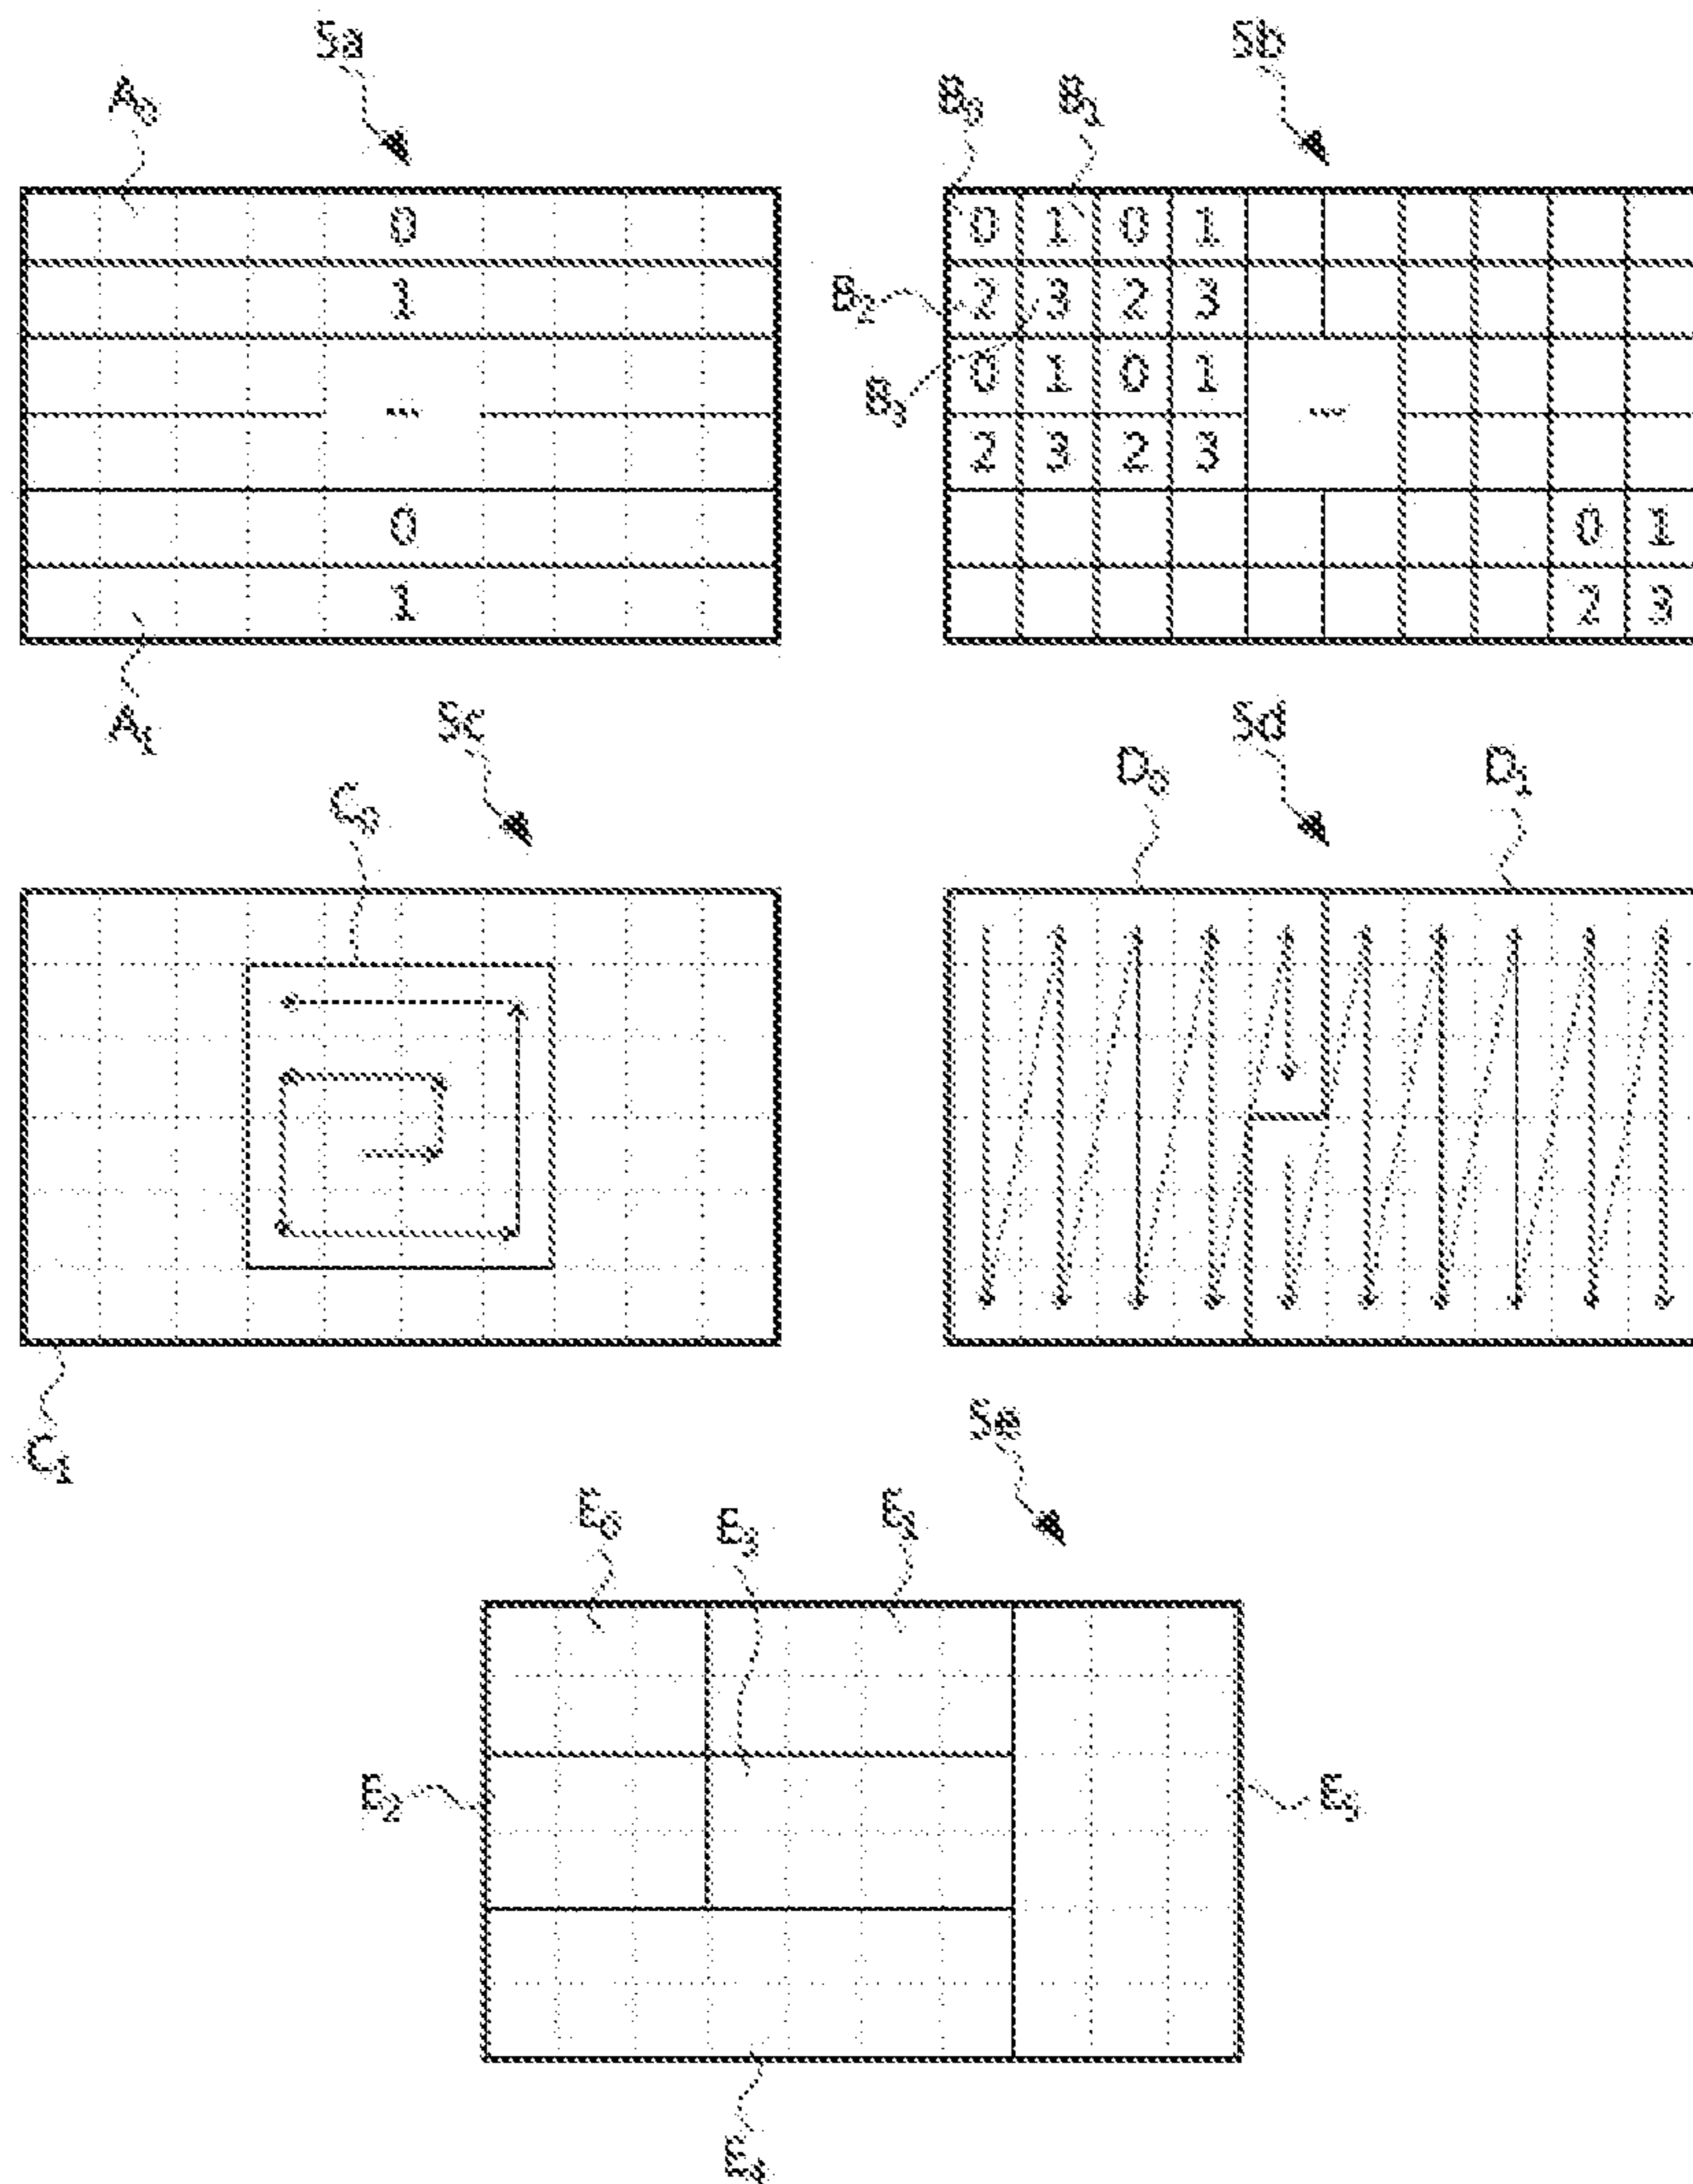 5a 5b
A₀ B₀ B₁
0 0 1 0 1
1 B₂ 2 3 2 3
0 1 0 1
... B₃ ...
2 3 2 3
0 0 1
1 2 3
A₁ 5c 5d
D₀ D₁
C₀
C₁
5e
E₀ E₃ E₁
E₂ E₅
E₄